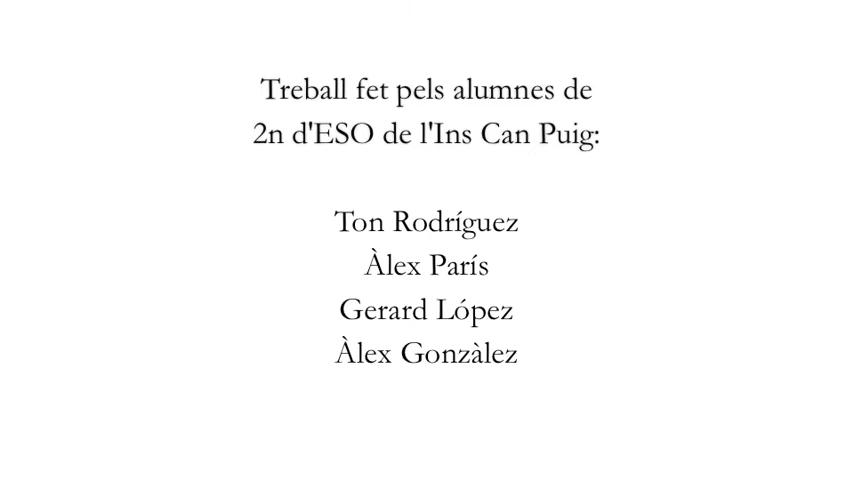 Treball fet pels alumnes de
2n d'ESO de l'Ins Can Puig:
Ton Rodríguez
Àlex París
Gerard López
Àlex Gonzàlez